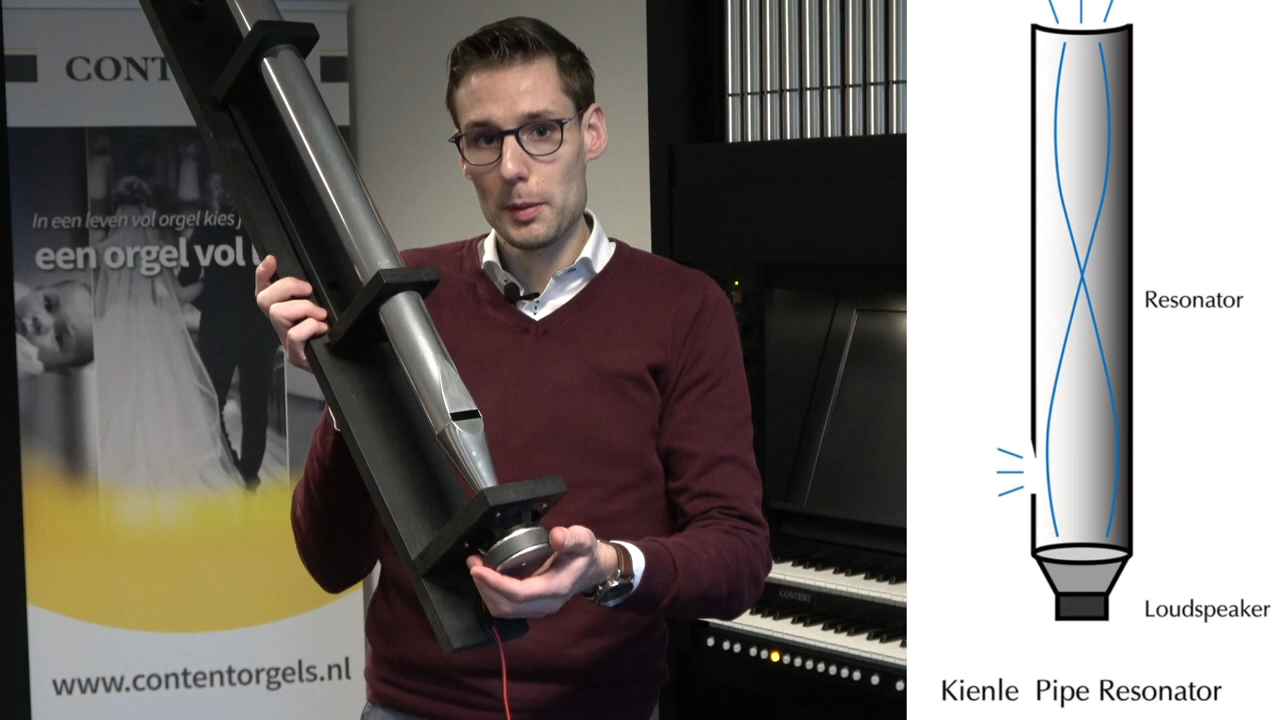 CONT
In een leven vol orgel kies j
een orgel vol
www.contentorgels.nl
CONTENT
Resonator
Loudspeaker
Kienle Pipe Resonator